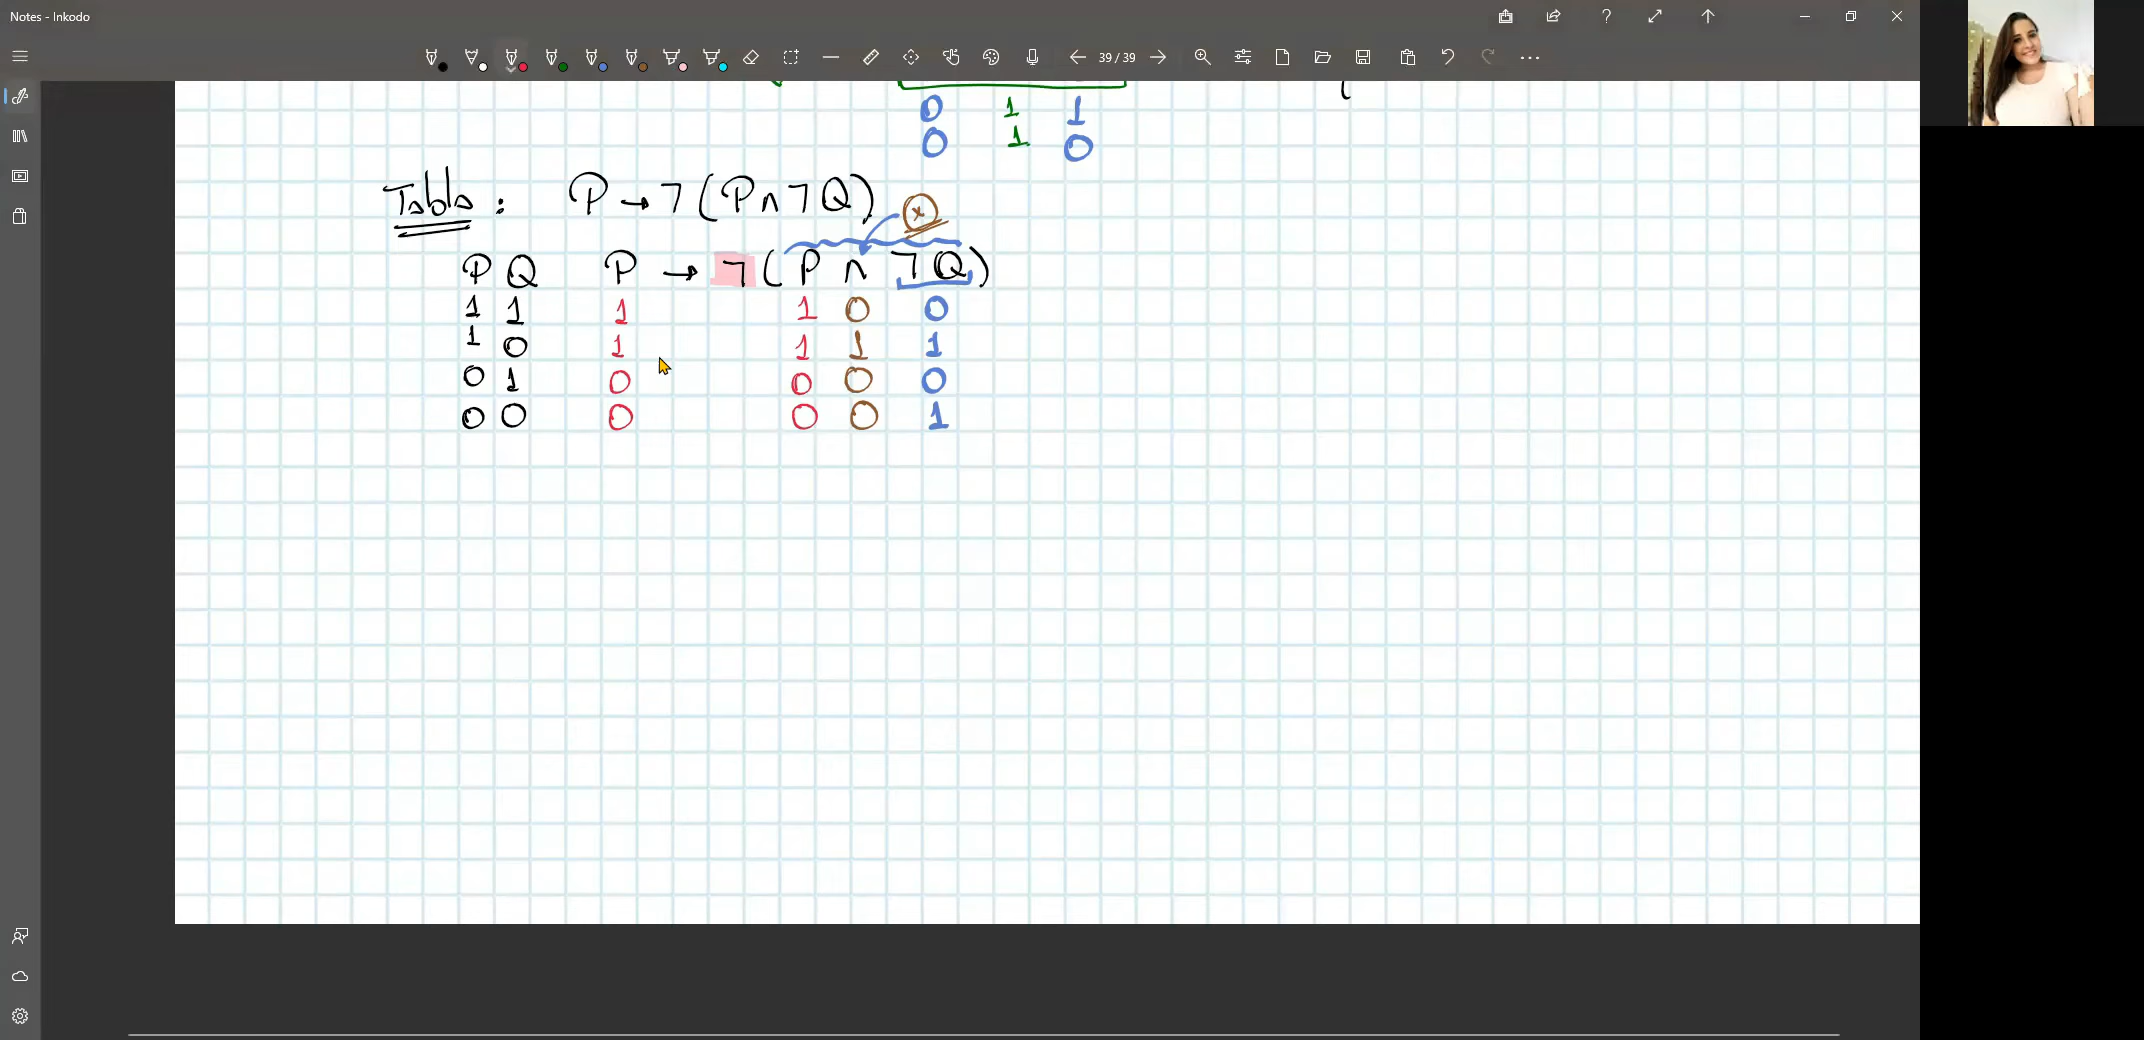 Notes - Inkodo
39 / 39
0 1 1
0 1 0
Tabla : P → ¬ ( P ∧ ¬ Q )
x
P Q P → ¬ ( P ∧ ¬ Q )
1 1 1 1 0 0
1 0 1 1 1 1
0 1 0 0 0 0
0 0 0 0 0 1